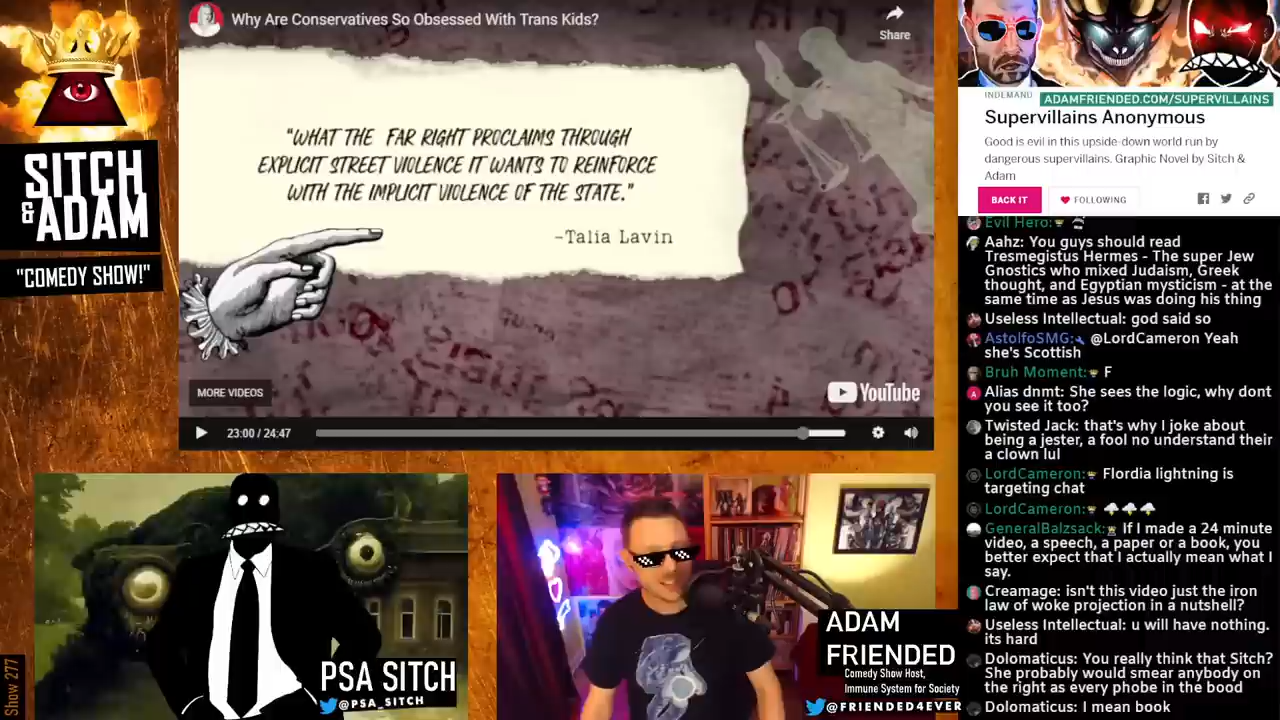 Why Are Conservatives So Obsessed With Trans Kids?
Share
"WHAT THE FAR RIGHT PROCLAIMS THROUGH
EXPLICIT STREET VIOLENCE IT WANTS TO REINFORCE
WITH THE IMPLICIT VIOLENCE OF THE STATE."
–Talia Lavin
MORE VIDEOS
YouTube
23:00 / 24:47
SITCH
& ADAM
"COMEDY SHOW!"
Show 277
PSA SITCH
@PSA_SITCH
ADAM
FRIENDED
Comedy Show Host,
Immune System for Society
@FRIENDED4EVER
INDEMAND
ADAMFRIENDED.COM/SUPERVILLAINS
Supervillains Anonymous
Good is evil in this upside-down world run by
dangerous supervillains. Graphic Novel by Sitch &
Adam
BACK IT
FOLLOWING
Evil Hero:
Aahz: You guys should read
Tresmegistus Hermes - The super Jew
Gnostics who mixed Judaism, Greek
thought, and Egyptian mysticism - at the
same time as Jesus was doing his thing
Useless Intellectual: god said so
AstolfoSMG: @LordCameron Yeah
she's Scottish
Bruh Moment: F
Alias dnmt: She sees the logic, why dont
you see it too?
Twisted Jack: that's why I joke about
being a jester, a fool no understand their
a clown lul
LordCameron: Flordia lightning is
targeting chat
LordCameron: 🌩🌩🌩
GeneralBalzsack: If I made a 24 minute
video, a speech, a paper or a book, you
better expect that I actually mean what I
say.
Creamage: isn't this video just the iron
law of woke projection in a nutshell?
Useless Intellectual: u will have nothing.
its hard
Dolomaticus: You really think that Sitch?
She probably would smear anybody on
the right as every phobe in the bood
Dolomaticus: I mean book